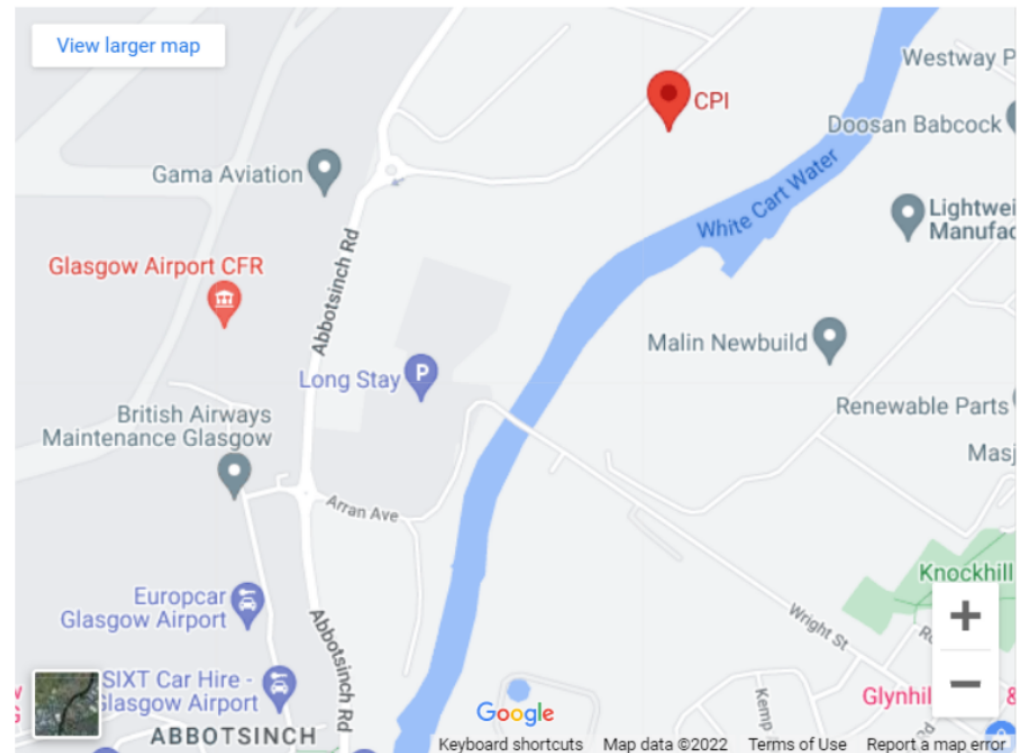 View larger map
Westway P
CPI
Doosan Babcock
Gama Aviation
White Cart Water
Lightwei
Manufac
Glasgow Airport CFR
Abbotsinch Rd
Malin Newbuild
Long Stay
P
British Airways
Maintenance Glasgow
Renewable Parts
Masj
Arran Ave
Knockhill
Europcar
Glasgow Airport
Abbotsinch Rd
Wright St
SIXT Car Hire -
Glasgow Airport
Kemp
Rd
Glynhil
&
Google
ABBOTSINCH
Keyboard shortcuts
Map data ©2022
Terms of Use
Report a map error